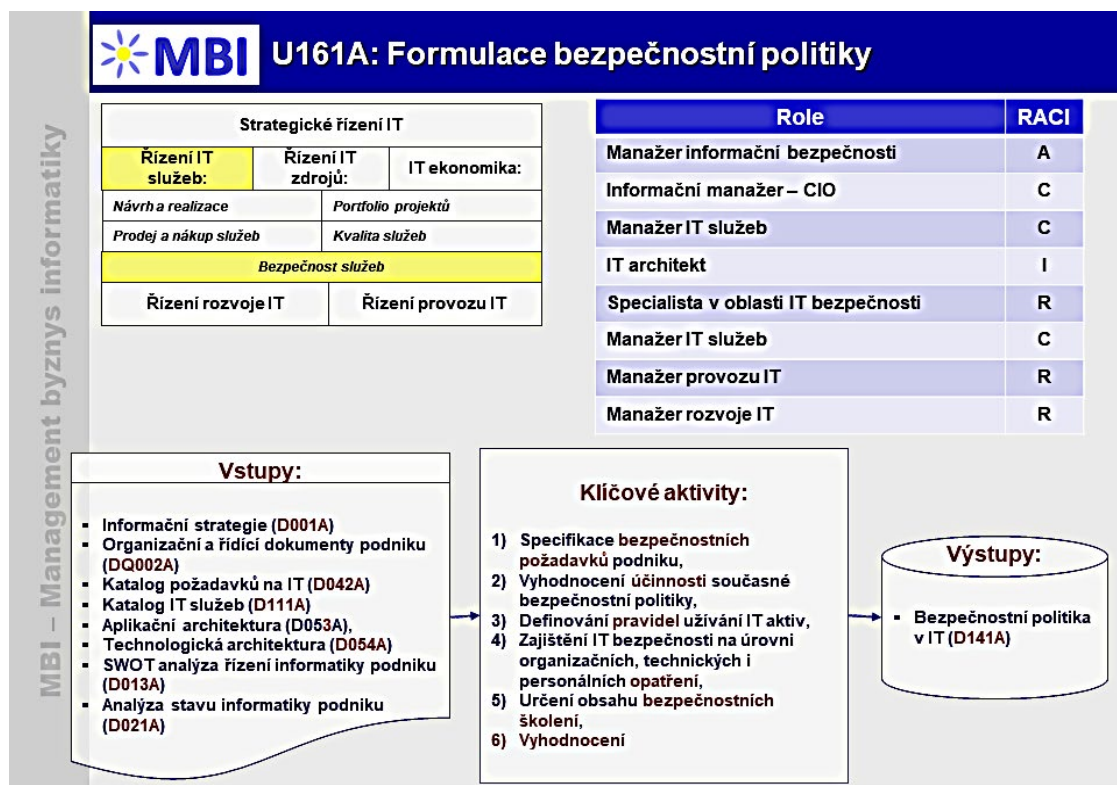 MBI
U161A: Formulace bezpečnostní politiky
MBI – Management byznys informatiky
Strategické řízení IT
Řízení IT
služeb:
Řízení IT
zdrojů:
IT ekonomika:
Návrh a realizace
Portfolio projektů
Prodej a nákup služeb
Kvalita služeb
Bezpečnost služeb
Řízení rozvoje IT
Řízení provozu IT
Role RACI
Manažer informační bezpečnosti A
Informační manažer – CIO C
Manažer IT služeb C
IT architekt I
Specialista v oblasti IT bezpečnosti R
Manažer IT služeb C
Manažer provozu IT R
Manažer rozvoje IT R
Vstupy:
▪ Informační strategie (D001A)
▪ Organizační a řídící dokumenty podniku
(DQ002A)
▪ Katalog požadavků na IT (D042A)
▪ Katalog IT služeb (D111A)
▪ Aplikační architektura (D053A),
▪ Technologická architektura (D054A)
▪ SWOT analýza řízení informatiky podniku
(D013A)
▪ Analýza stavu informatiky podniku
(D021A)
Klíčové aktivity:
1) Specifikace bezpečnostních
požadavků podniku,
2) Vyhodnocení účinnosti současné
bezpečnostní politiky,
3) Definování pravidel užívání IT aktiv,
4) Zajištění IT bezpečnosti na úrovni
organizačních, technických i
personálních opatření,
5) Určení obsahu bezpečnostních
školení,
6) Vyhodnocení
Výstupy:
▪ Bezpečnostní politika
v IT (D141A)